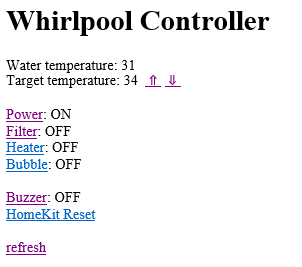 Whirlpool Controller
Water temperature: 31
Target temperature: 34 ⇑ ⇓
Power: ON
Filter: OFF
Heater: OFF
Bubble: OFF
Buzzer: OFF
HomeKit Reset
refresh